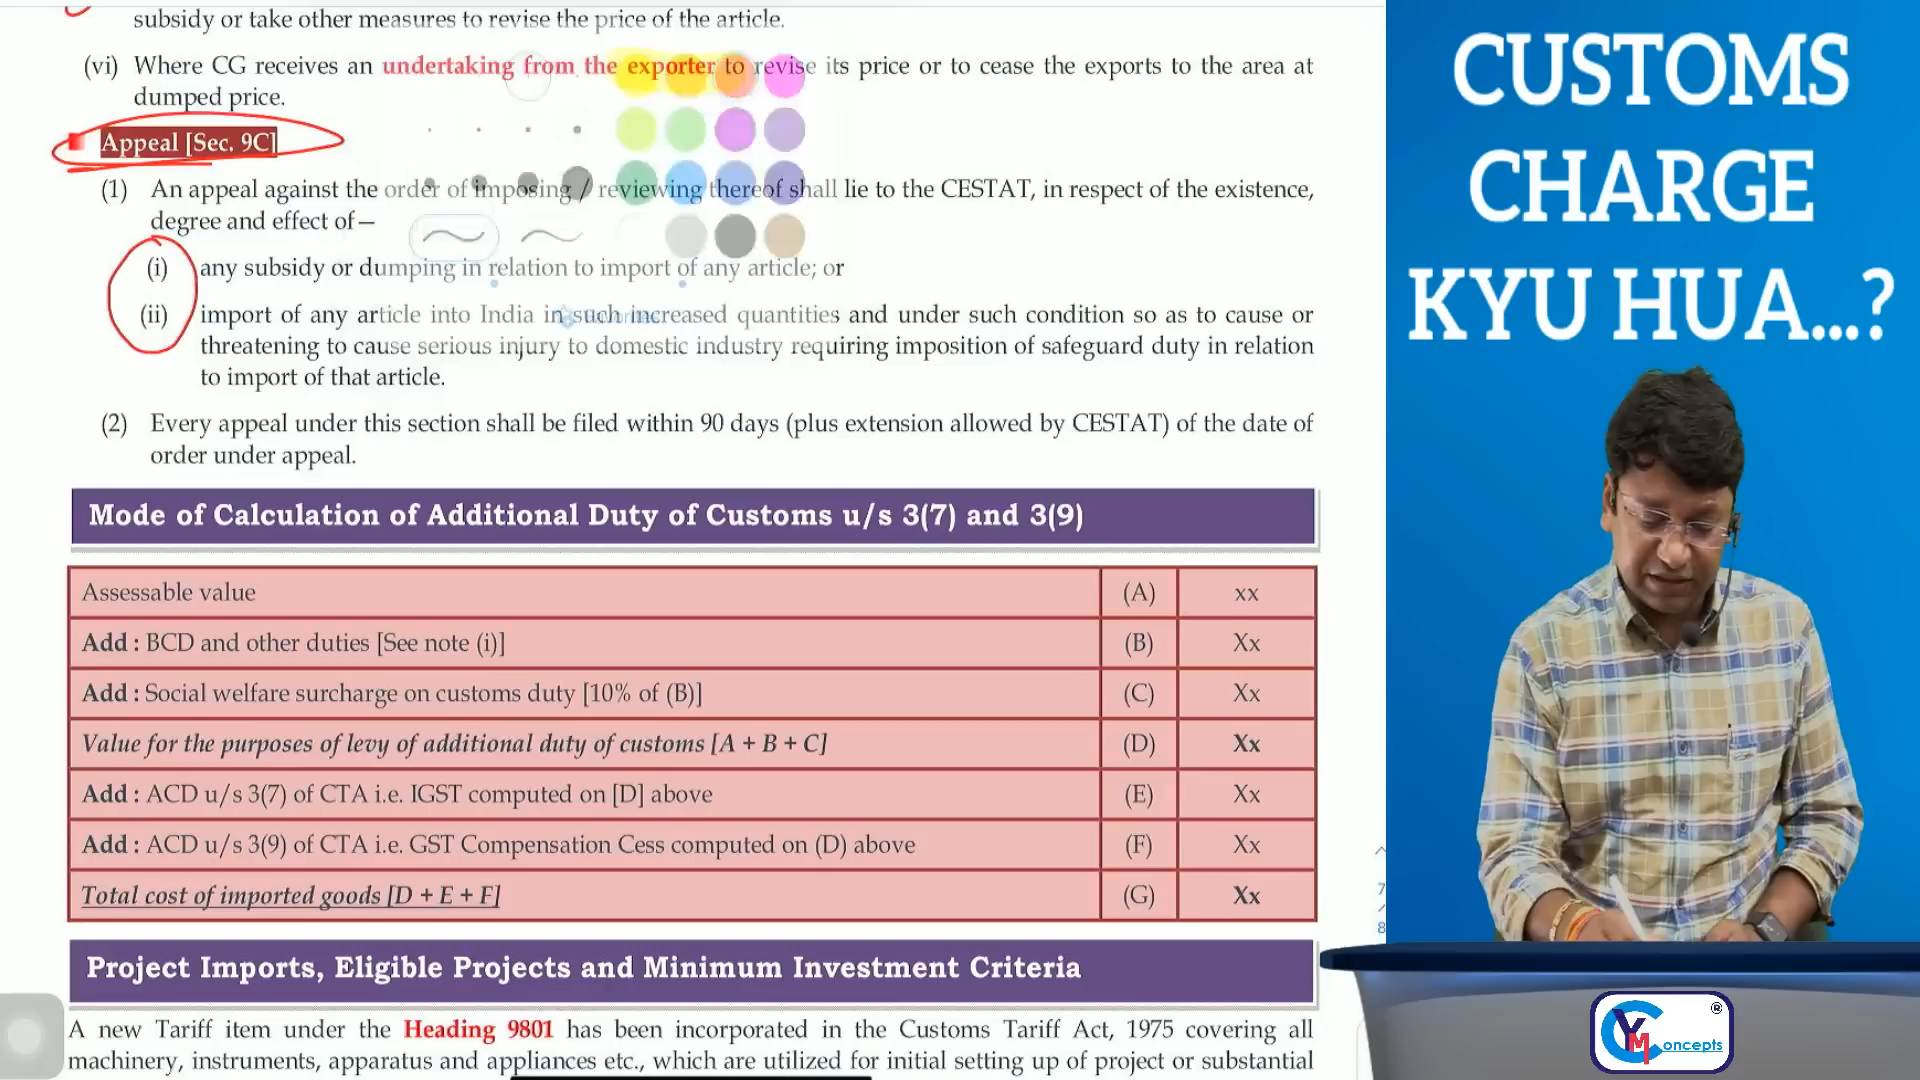 subsidy or take other measures to revise the price of the article.
(vi) Where CG receives an undertaking from the exporter to revise its price or to cease the exports to the area at
dumped price.
Appeal [Sec. 9C]
(1) An appeal against the order of imposing / reviewing thereof shall lie to the CESTAT, in respect of the existence,
degree and effect of—
(i) any subsidy or dumping in relation to import of any article; or
(ii) import of any article into India in such increased quantities and under such condition so as to cause or
threatening to cause serious injury to domestic industry requiring imposition of safeguard duty in relation
to import of that article.
(2) Every appeal under this section shall be filed within 90 days (plus extension allowed by CESTAT) of the date of
order under appeal.
Mode of Calculation of Additional Duty of Customs u/s 3(7) and 3(9)
Assessable value (A) xx
Add : BCD and other duties [See note (i)] (B) Xx
Add : Social welfare surcharge on customs duty [10% of (B)] (C) Xx
Value for the purposes of levy of additional duty of customs [A + B + C] (D) Xx
Add : ACD u/s 3(7) of CTA i.e. IGST computed on [D] above (E) Xx
Add : ACD u/s 3(9) of CTA i.e. GST Compensation Cess computed on (D) above (F) Xx
Total cost of imported goods [D + E + F] (G) Xx
Project Imports, Eligible Projects and Minimum Investment Criteria
A new Tariff item under the Heading 9801 has been incorporated in the Customs Tariff Act, 1975 covering all
machinery, instruments, apparatus and appliances etc., which are utilized for initial setting up of project or substantial
7
/
8
CUSTOMS
CHARGE
KYU HUA...?
YMConcepts
®